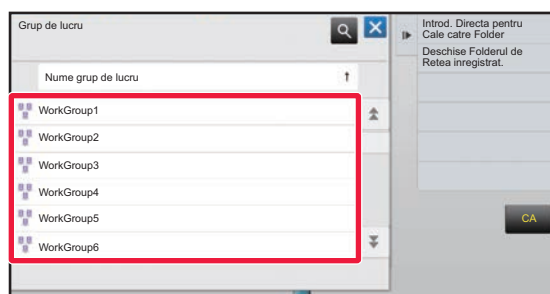 Grup de lucru
Nume grup de lucru
WorkGroup1
WorkGroup2
WorkGroup3
WorkGroup4
WorkGroup5
WorkGroup6
Introd. Directa pentru
Cale catre Folder
Deschise Folderul de
Retea inregistrat.
CA